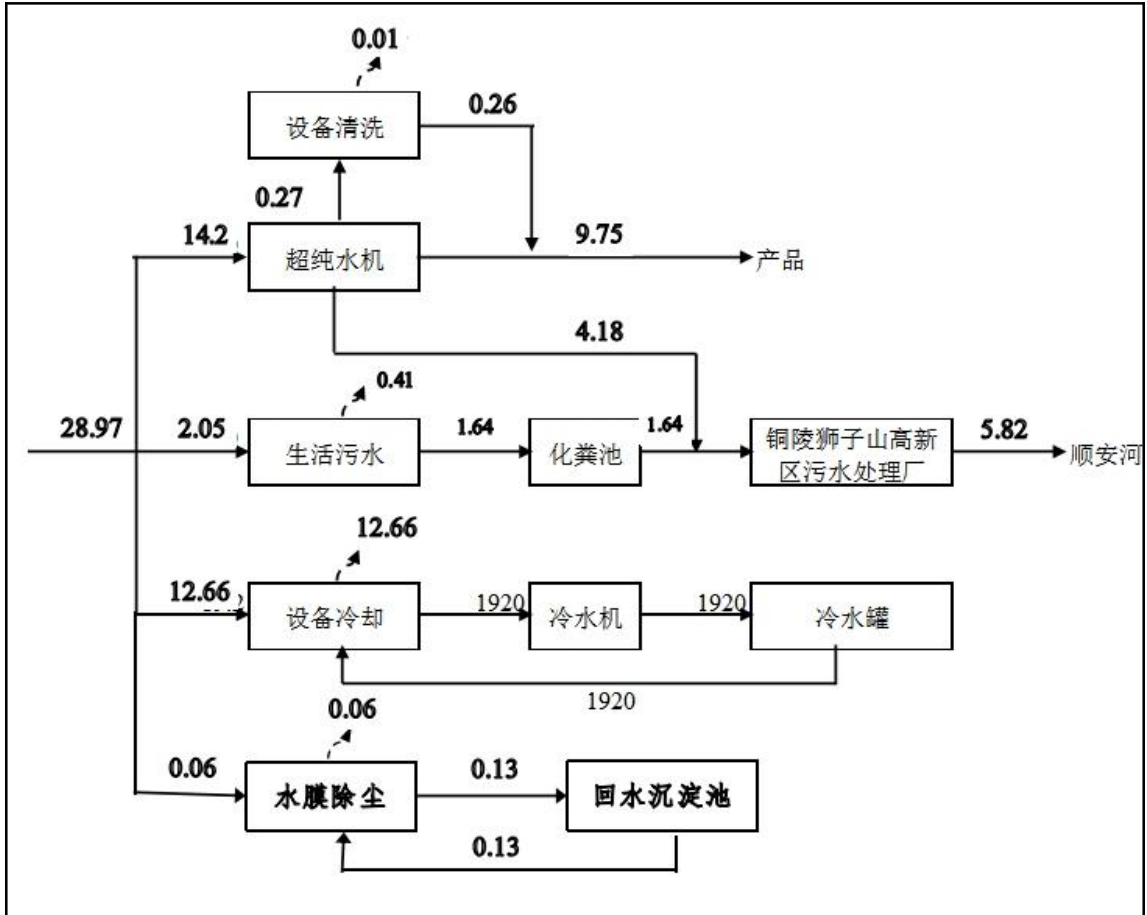 0.01
设备清洗
0.26
0.27
14.2
超纯水机
9.75
产品
4.18
0.41
28.97
2.05
生活污水
1.64
化粪池
1.64
铜陵狮子山高新
区污水处理厂
5.82
顺安河
12.66
12.66
设备冷却
1920
冷水机
1920
冷水罐
1920
0.06
0.06
水膜除尘
0.13
回水沉淀池
0.13